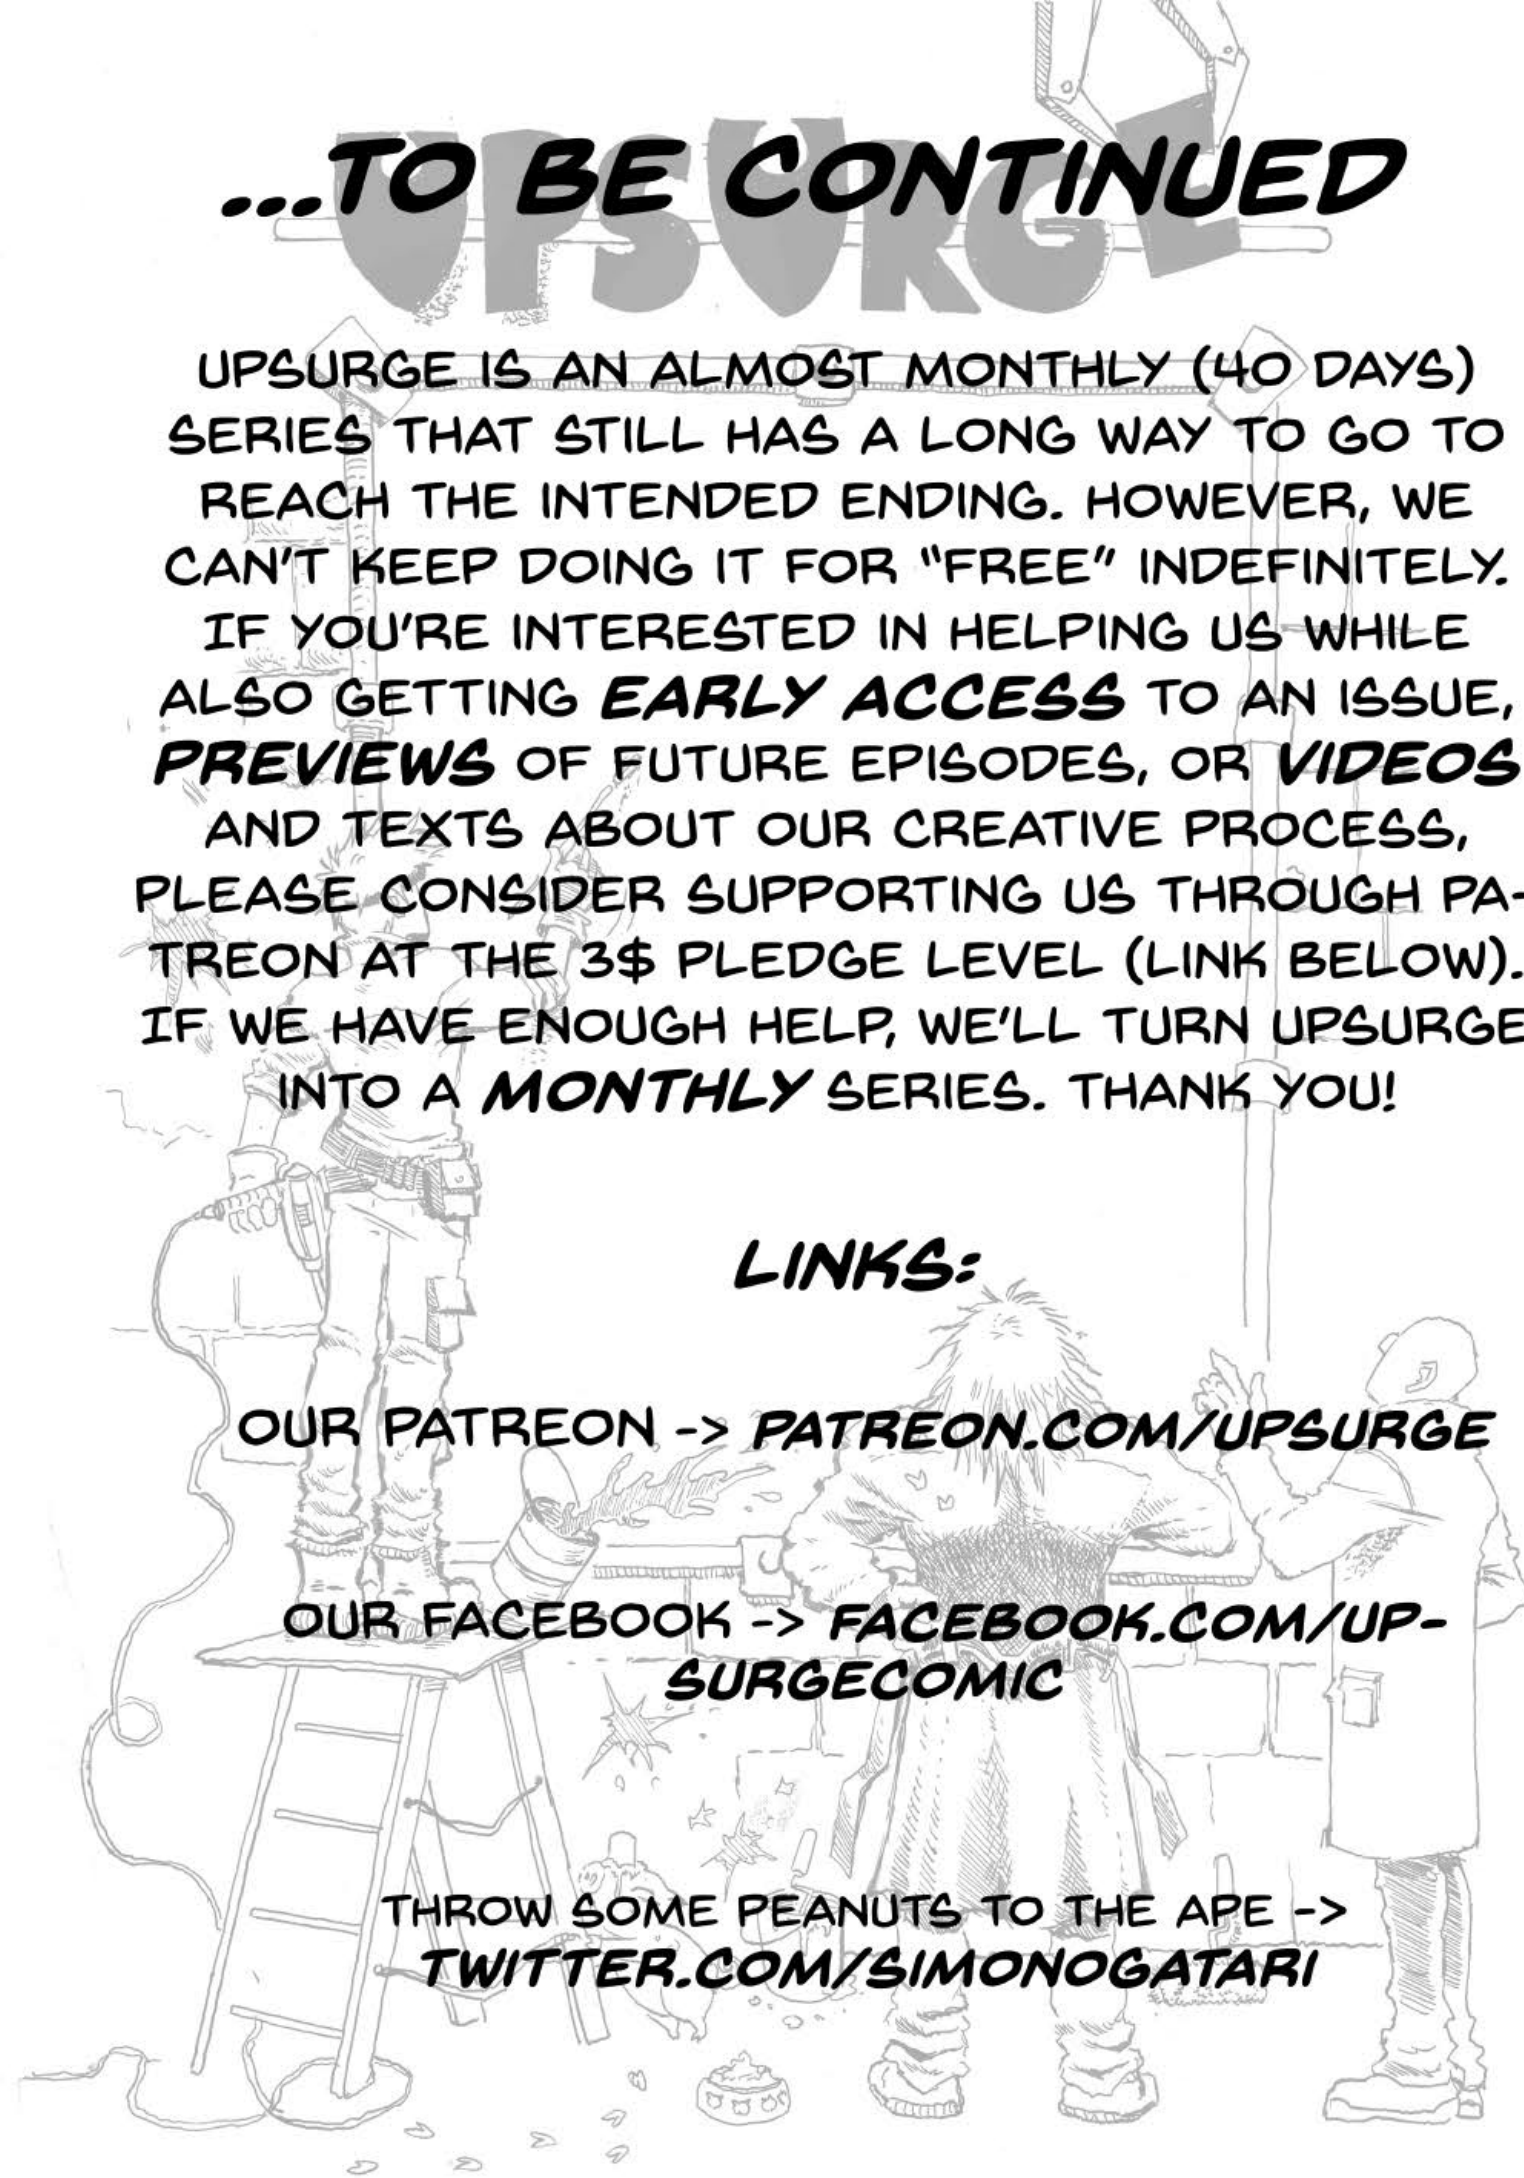 UPSURGE
...TO BE CONTINUED
UPSURGE IS AN ALMOST MONTHLY (40 DAYS)
SERIES THAT STILL HAS A LONG WAY TO GO TO
REACH THE INTENDED ENDING. HOWEVER, WE
CAN'T KEEP DOING IT FOR "FREE" INDEFINITELY.
IF YOU'RE INTERESTED IN HELPING US WHILE
ALSO GETTING EARLY ACCESS TO AN ISSUE,
PREVIEWS OF FUTURE EPISODES, OR VIDEOS
AND TEXTS ABOUT OUR CREATIVE PROCESS,
PLEASE CONSIDER SUPPORTING US THROUGH PA-
TREON AT THE 3$ PLEDGE LEVEL (LINK BELOW).
IF WE HAVE ENOUGH HELP, WE'LL TURN UPSURGE
INTO A MONTHLY SERIES. THANK YOU!
LINKS:
OUR PATREON -> PATREON.COM/UPSURGE
OUR FACEBOOK -> FACEBOOK.COM/UP-
SURGECOMIC
THROW SOME PEANUTS TO THE APE ->
TWITTER.COM/SIMONOGATARI